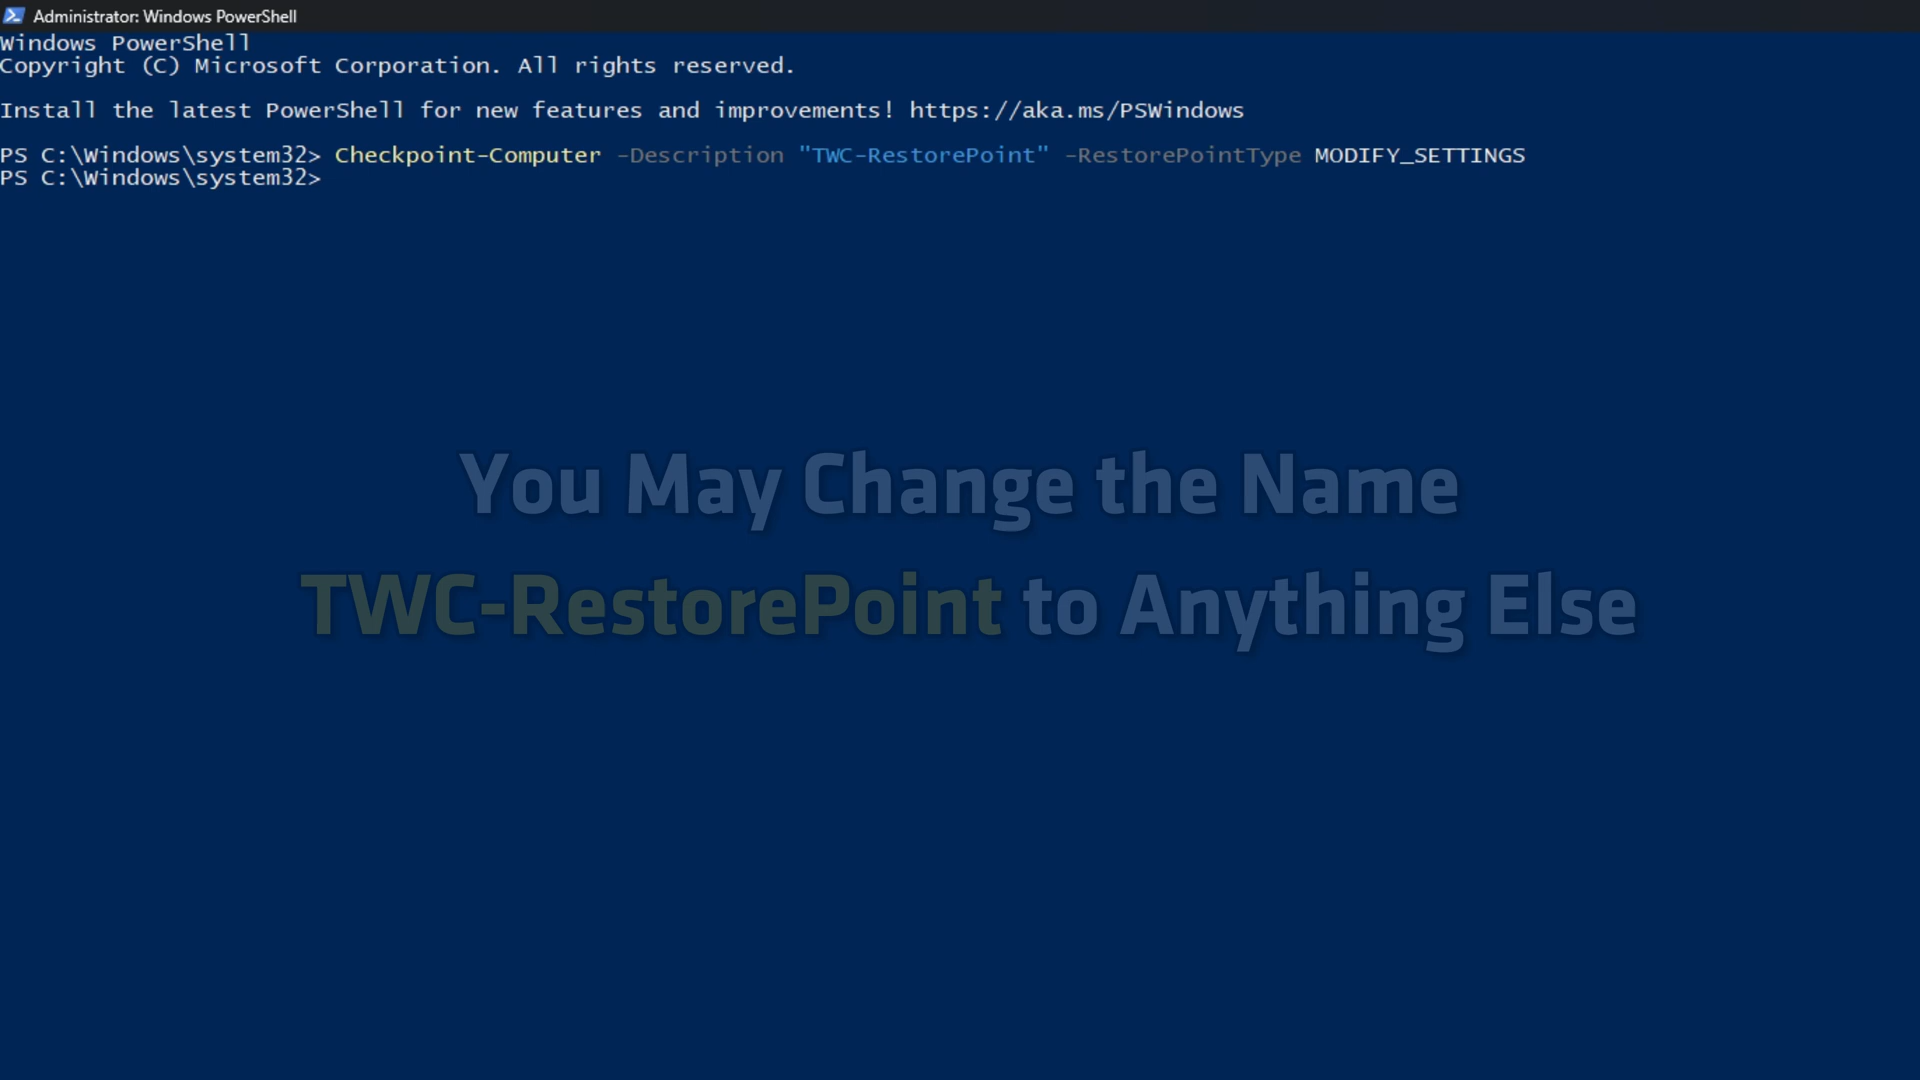 Administrator: Windows PowerShell
Windows PowerShell
Copyright (C) Microsoft Corporation. All rights reserved.
Install the latest PowerShell for new features and improvements! https://aka.ms/PSWindows
PS C:\Windows\system32> Checkpoint-Computer -Description "TWC-RestorePoint" -RestorePointType MODIFY_SETTINGS
PS C:\Windows\system32>
You May Change the Name
TWC-RestorePoint to Anything Else